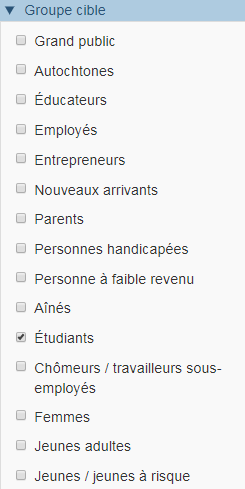 Groupe cible
Grand public
Autochtones
Éducateurs
Employés
Entrepreneurs
Nouveaux arrivants
Parents
Personnes handicapées
Personne à faible revenu
Aînés
Étudiants
Chômeurs / travailleurs sous-
employés
Femmes
Jeunes adultes
Jeunes / jeunes à risque